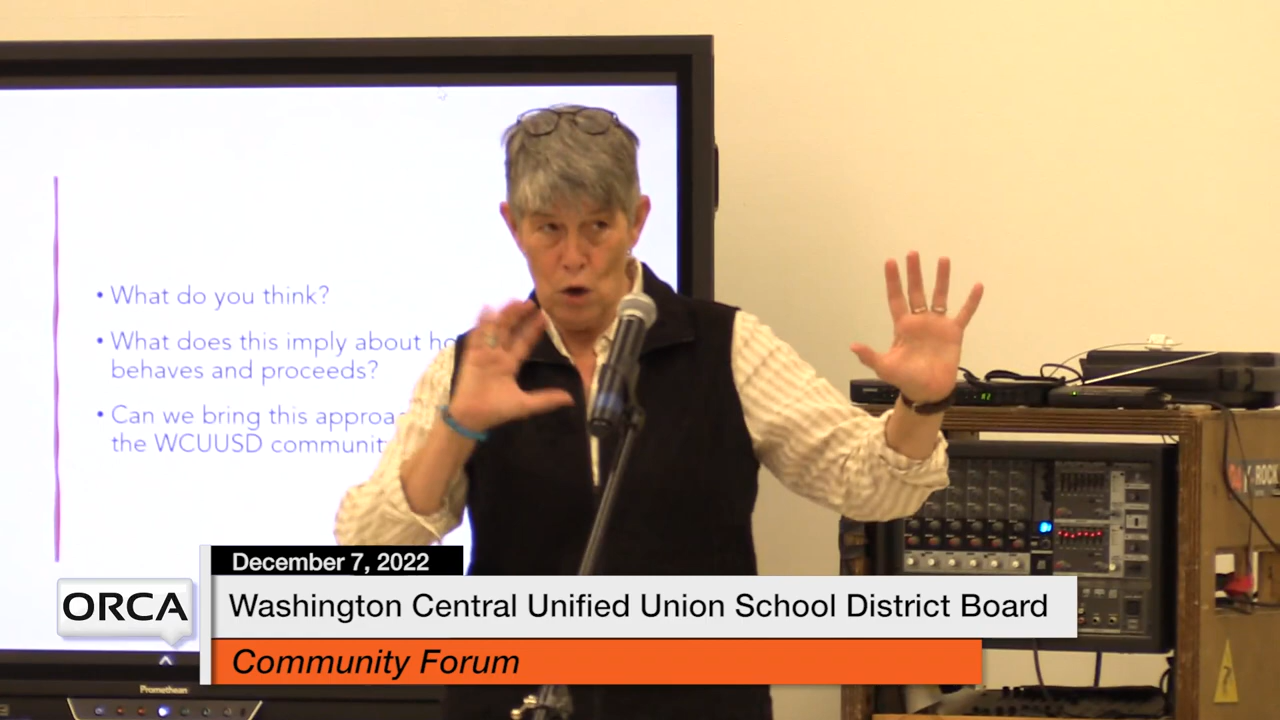 • What do you think?
• What does this imply about ho
behaves and proceeds?
• Can we bring this approa
the WCUUSD communit
ROCK
December 7, 2022
ORCA
Washington Central Unified Union School District Board
Community Forum
Promethean